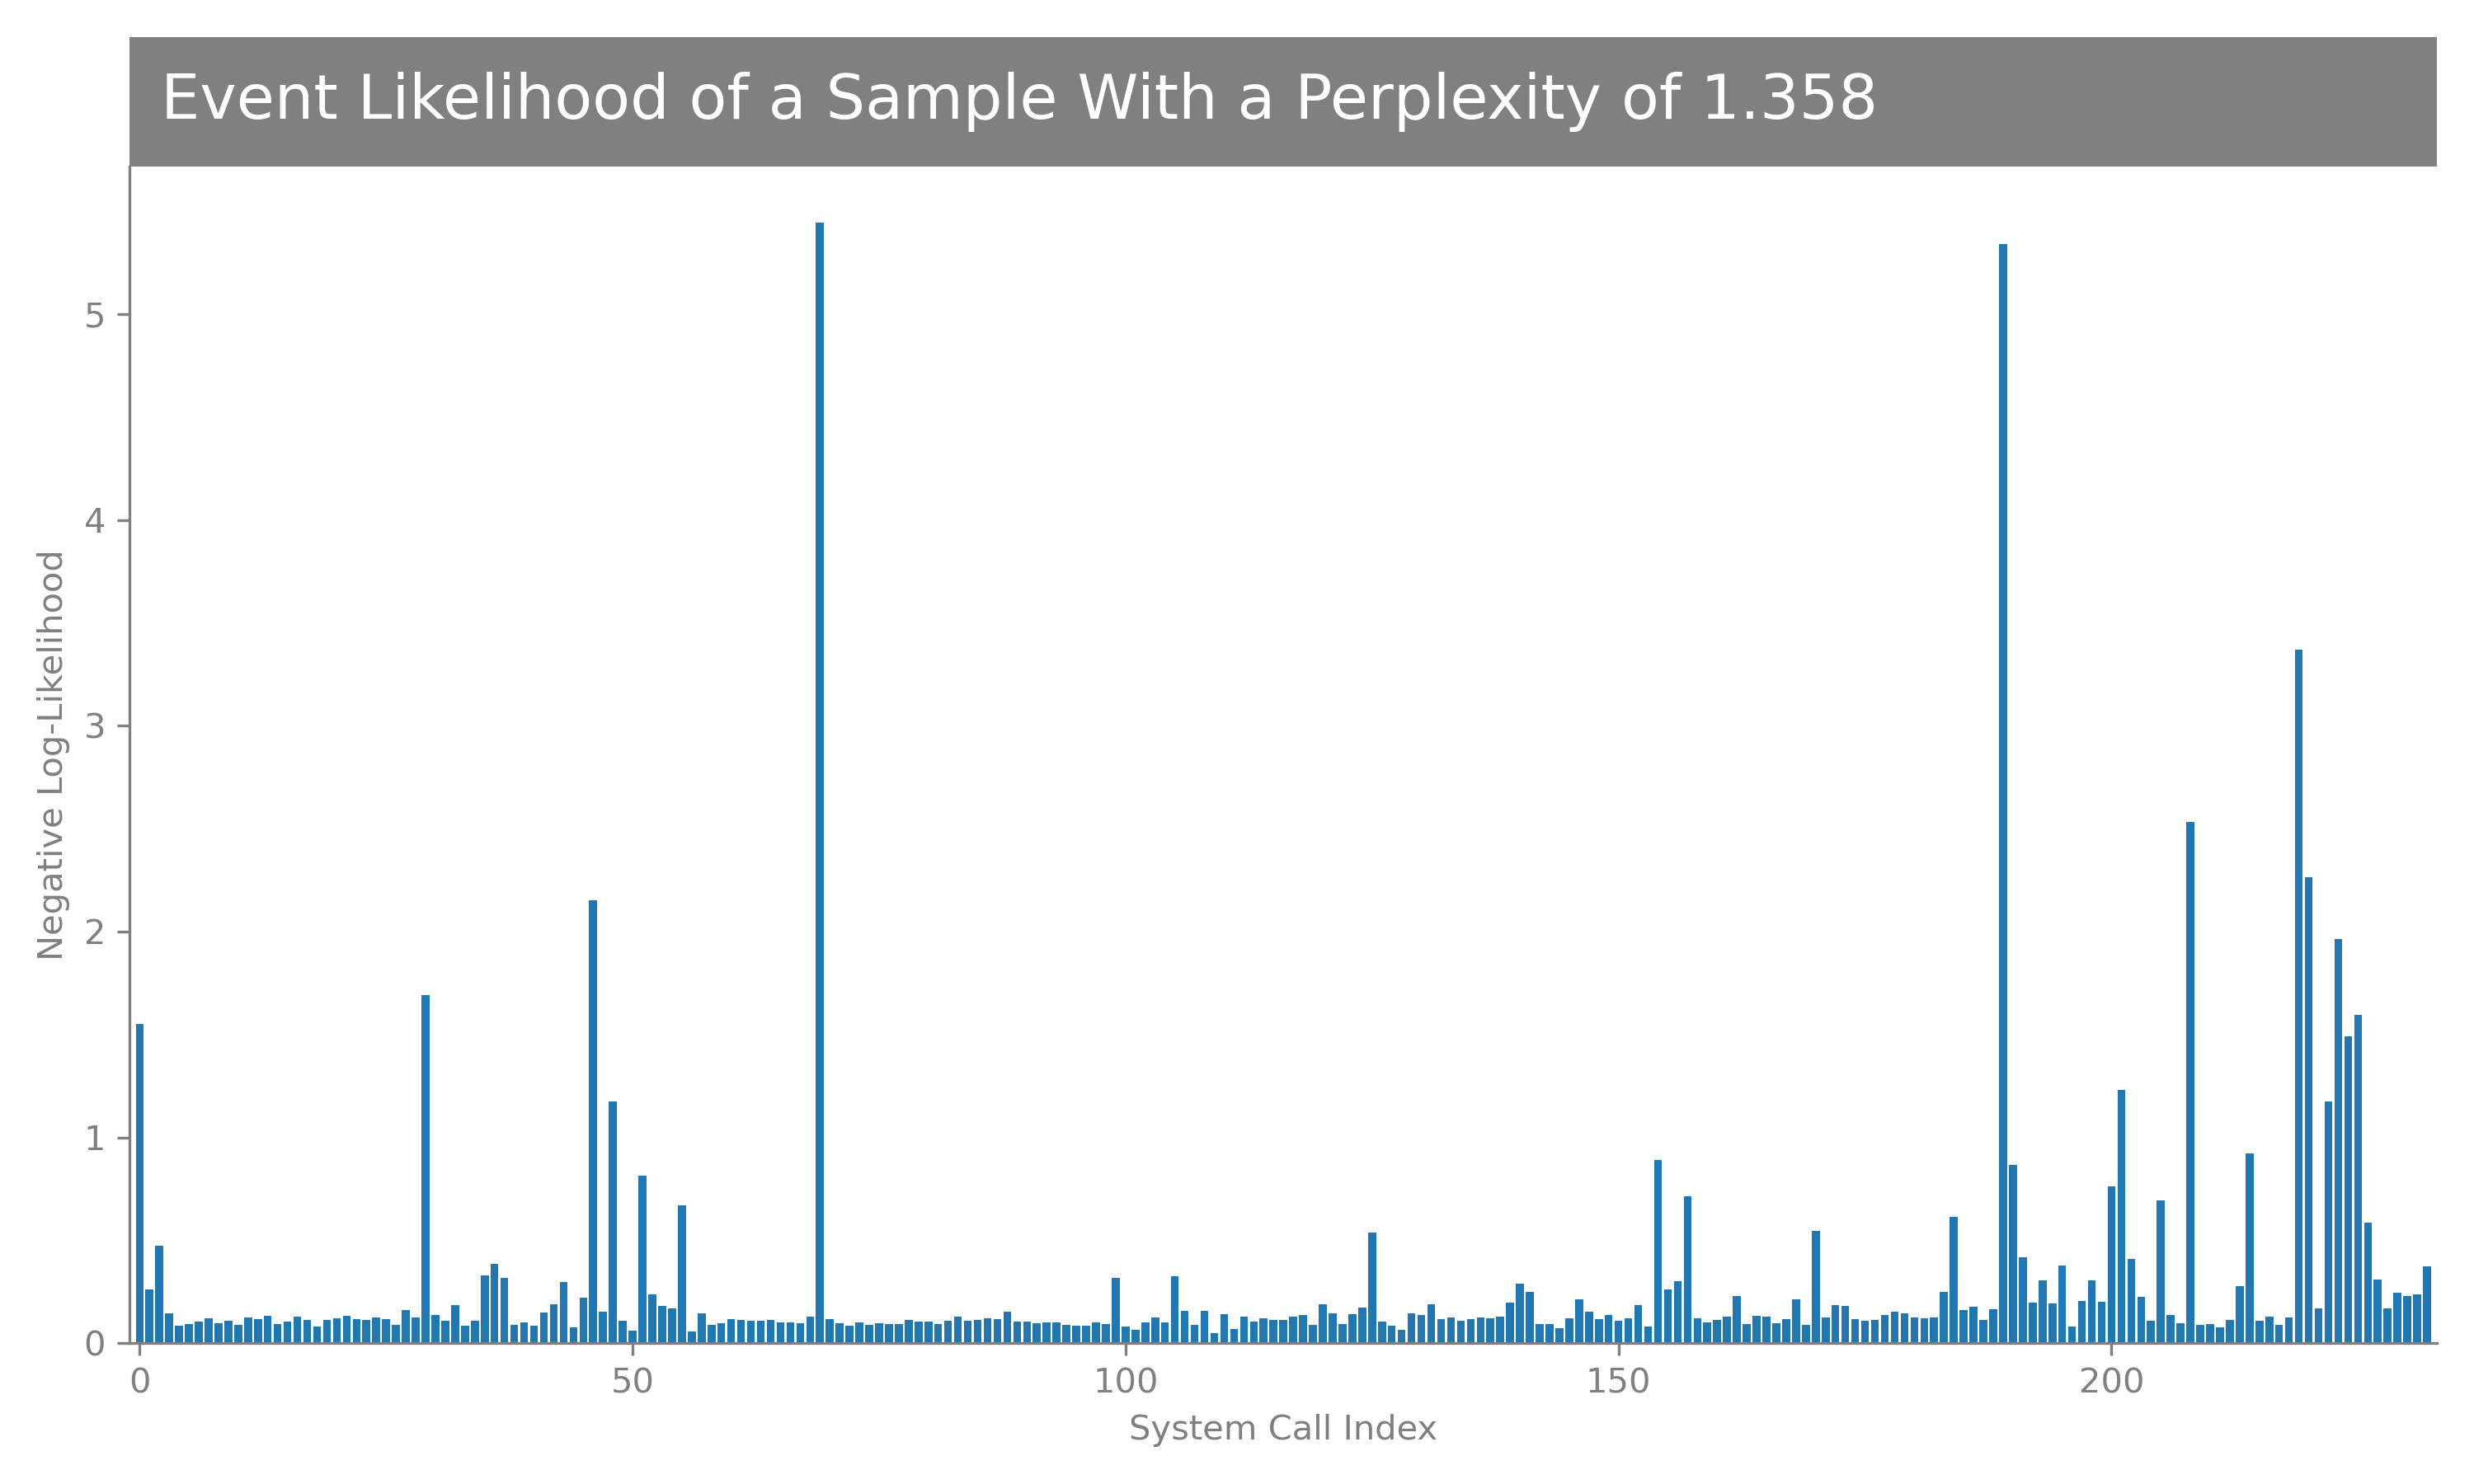 Event Likelihood of a Sample With a Perplexity of 1.358
Negative Log-Likelihood
5
4
3
2
1
0
0 50 100 150 200
System Call Index